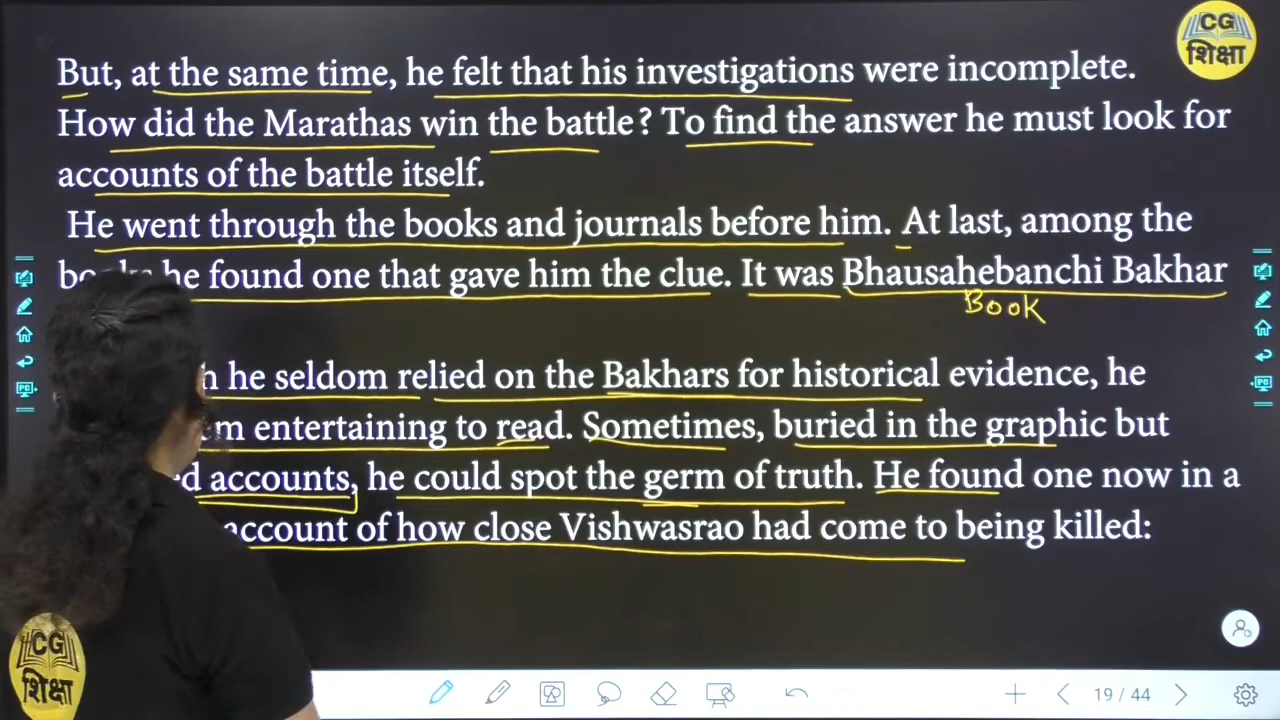 CG
शिक्षा
But, at the same time, he felt that his investigations were incomplete.
How did the Marathas win the battle? To find the answer he must look for
accounts of the battle itself.
He went through the books and journals before him. At last, among the
he found one that gave him the clue. It was Bhausahebanchi Bakhar
Book
he seldom relied on the Bakhars for historical evidence, he
entertaining to read. Sometimes, buried in the graphic but
accounts, he could spot the germ of truth. He found one now in a
account of how close Vishwasrao had come to being killed:
CG
शिक्षा
19 / 44